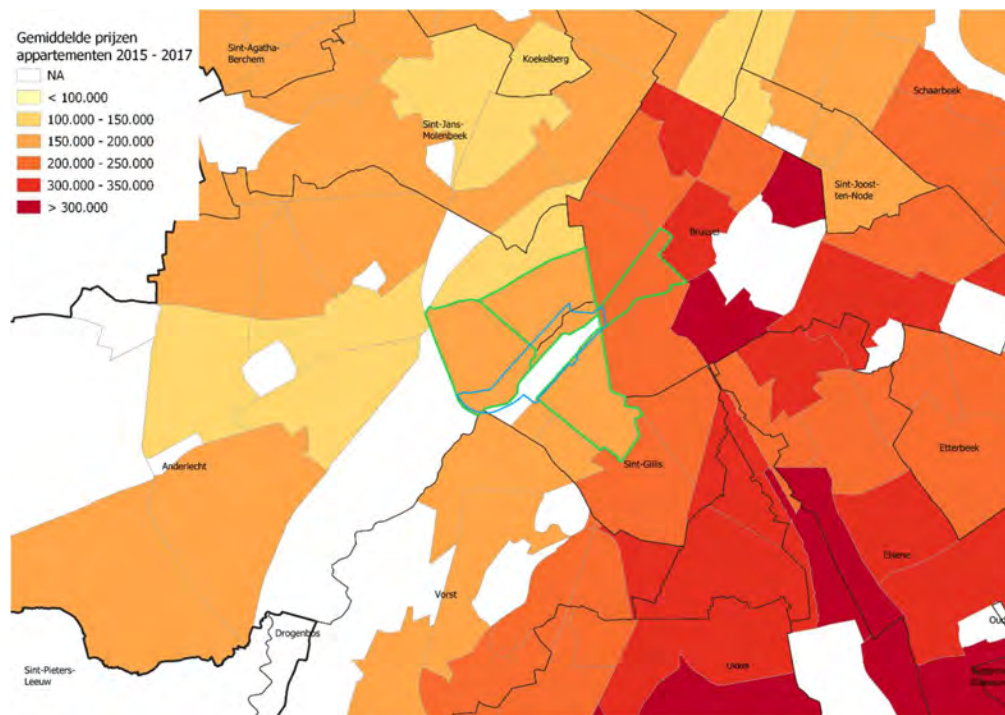 Gemiddelde prijzen
appartementen 2015 - 2017
NA
< 100.000
100.000 - 150.000
150.000 - 200.000
200.000 - 250.000
300.000 - 350.000
> 300.000
Sint-Agatha-
Berchem
Koekelberg
Schaarbeek
Sint-Jans-
Molenbeek
Sint-Joost-
ten-Node
Brussel
Anderlecht
Sint-Gillis
Etterbeek
Elsene
Vorst
Oud
Drogenbos
Sint-Pieters-
Leeuw
Ukkel